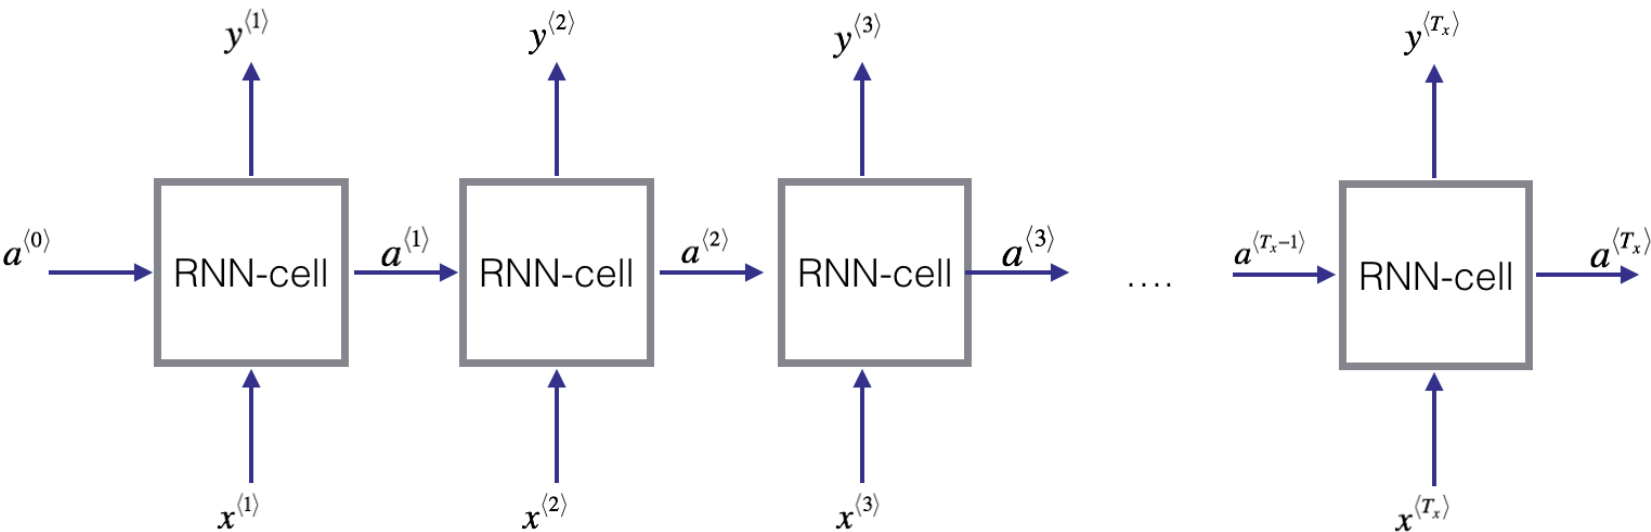 y⟨1⟩ y⟨2⟩ y⟨3⟩ y⟨Tₓ⟩
a⟨0⟩ RNN-cell a⟨1⟩ RNN-cell a⟨2⟩ RNN-cell a⟨3⟩ .... a⟨Tₓ−1⟩ RNN-cell a⟨Tₓ⟩
x⟨1⟩ x⟨2⟩ x⟨3⟩ x⟨Tₓ⟩